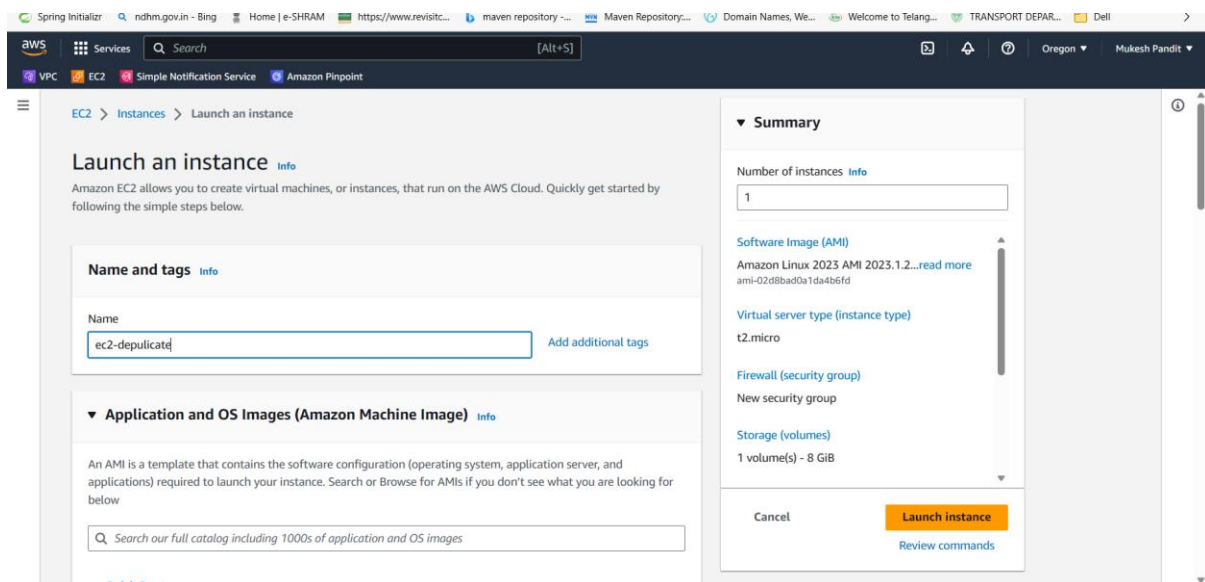 Spring Initializr ndhm.gov.in - Bing Home | e-SHRAM https://www.revisitc... maven repository -... Maven Repository:... Domain Names, We... Welcome to Telang... TRANSPORT DEPAR... Dell
aws Services Search [Alt+S] Oregon Mukesh Pandit
VPC EC2 Simple Notification Service Amazon Pinpoint
EC2 > Instances > Launch an instance
Launch an instance Info
Amazon EC2 allows you to create virtual machines, or instances, that run on the AWS Cloud. Quickly get started by
following the simple steps below.
Name and tags Info
Name
ec2-depulicate
Add additional tags
Application and OS Images (Amazon Machine Image) Info
An AMI is a template that contains the software configuration (operating system, application server, and
applications) required to launch your instance. Search or Browse for AMIs if you don't see what you are looking for
below
Search our full catalog including 1000s of application and OS images
Summary
Number of instances Info
1
Software Image (AMI)
Amazon Linux 2023 AMI 2023.1.2...read more
ami-02d8bad0a1da4b6fd
Virtual server type (instance type)
t2.micro
Firewall (security group)
New security group
Storage (volumes)
1 volume(s) - 8 GiB
Cancel
Launch instance
Review commands